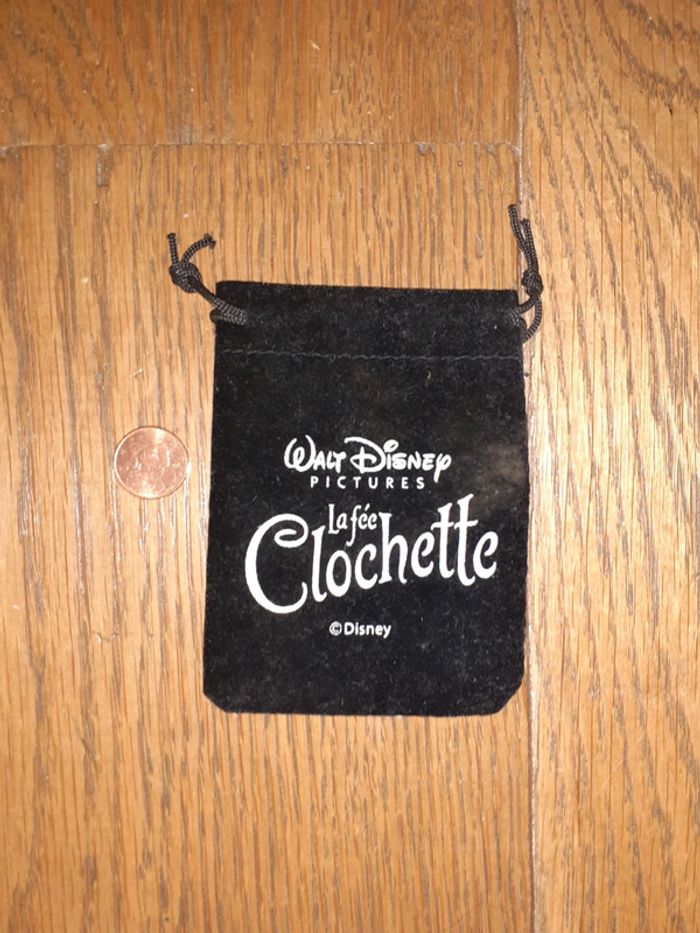 WALT DISNEY
PICTURES
La fée
Clochette
©Disney